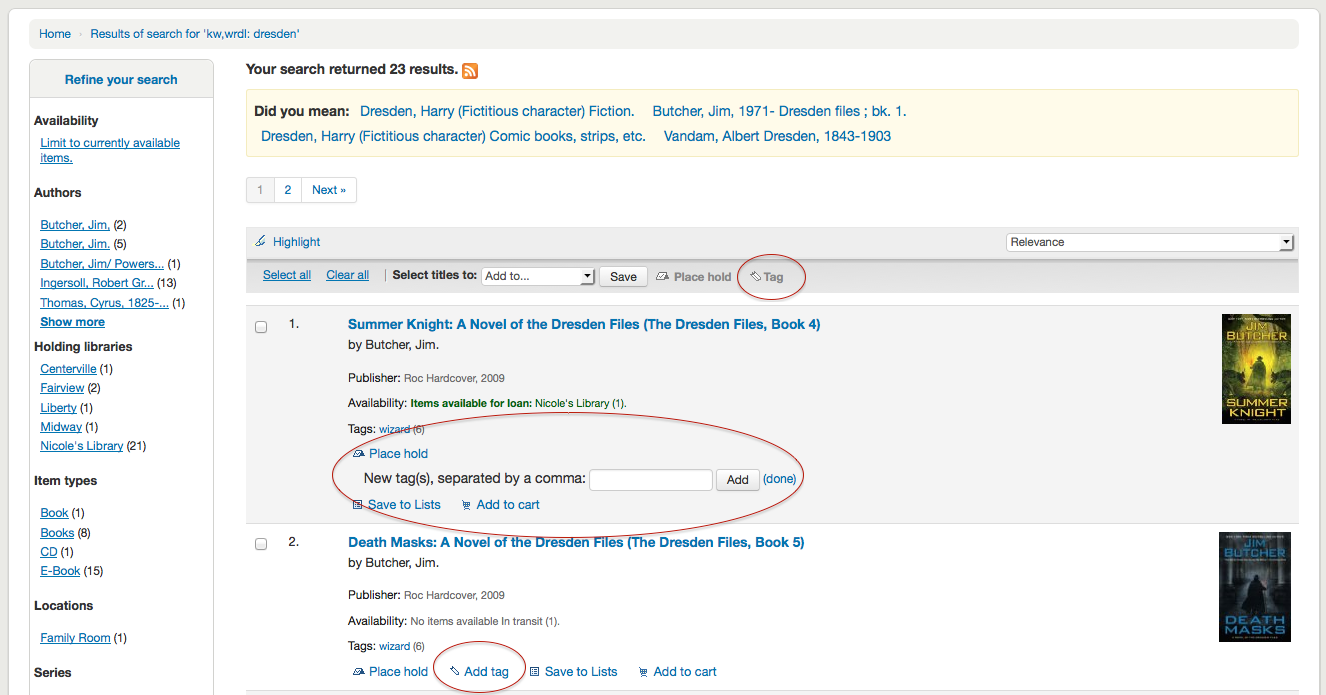 Home › Results of search for 'kw,wrdl: dresden'
Refine your search
Availability
Limit to currently available
items.
Authors
Butcher, Jim, (2)
Butcher, Jim. (5)
Butcher, Jim/ Powers... (1)
Ingersoll, Robert Gr... (13)
Thomas, Cyrus, 1825-... (1)
Show more
Holding libraries
Centerville (1)
Fairview (2)
Liberty (1)
Midway (1)
Nicole's Library (21)
Item types
Book (1)
Books (8)
CD (1)
E-Book (15)
Locations
Family Room (1)
Series
Your search returned 23 results.
Did you mean: Dresden, Harry (Fictitious character) Fiction. Butcher, Jim, 1971- Dresden files ; bk. 1.
Dresden, Harry (Fictitious character) Comic books, strips, etc. Vandam, Albert Dresden, 1843-1903
1 2 Next »
Highlight Relevance
Select all Clear all | Select titles to: Add to... Save Place hold Tag
1. Summer Knight: A Novel of the Dresden Files (The Dresden Files, Book 4)
by Butcher, Jim.
Publisher: Roc Hardcover, 2009
Availability: Items available for loan: Nicole's Library (1).
Tags: wizard (6)
Place hold
New tag(s), separated by a comma: Add (done)
Save to Lists Add to cart
JIM
BUTCHER
SUMMER
KNIGHT
2. Death Masks: A Novel of the Dresden Files (The Dresden Files, Book 5)
by Butcher, Jim.
Publisher: Roc Hardcover, 2009
Availability: No items available In transit (1).
Tags: wizard (6)
Place hold Add tag Save to Lists Add to cart
JIM
BUTCHER
DEATH
MASKS